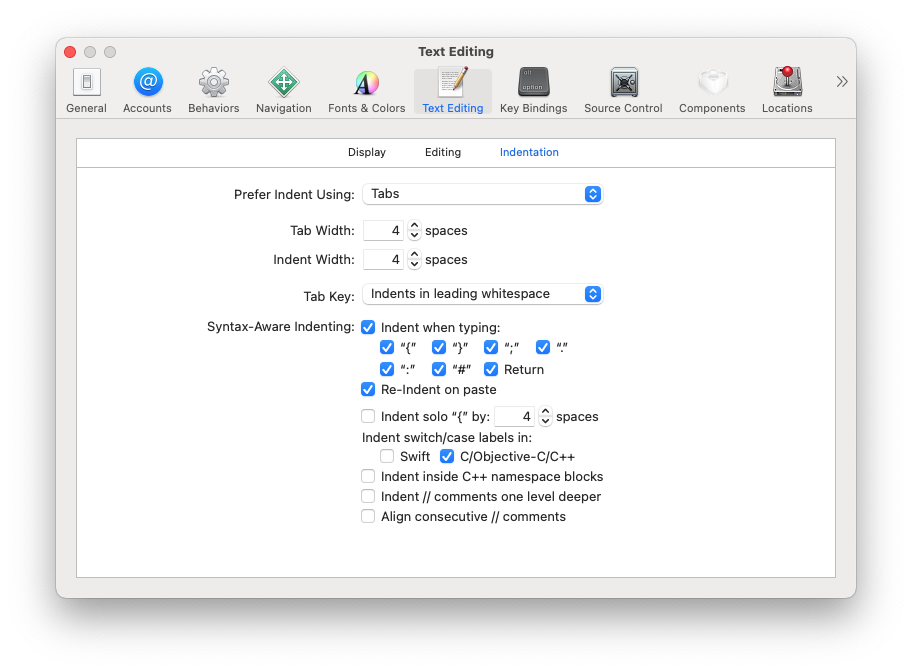 Text Editing
General Accounts Behaviors Navigation Fonts & Colors Text Editing Key Bindings Source Control Components Locations
off
option
Display Editing Indentation
Prefer Indent Using: Tabs
Tab Width: 4 spaces
Indent Width: 4 spaces
Tab Key: Indents in leading whitespace
Syntax-Aware Indenting: Indent when typing:
“{” “}” “;” “.”
“:” “#” Return
Re-Indent on paste
Indent solo “{” by: 4 spaces
Indent switch/case labels in:
Swift C/Objective-C/C++
Indent inside C++ namespace blocks
Indent // comments one level deeper
Align consecutive // comments